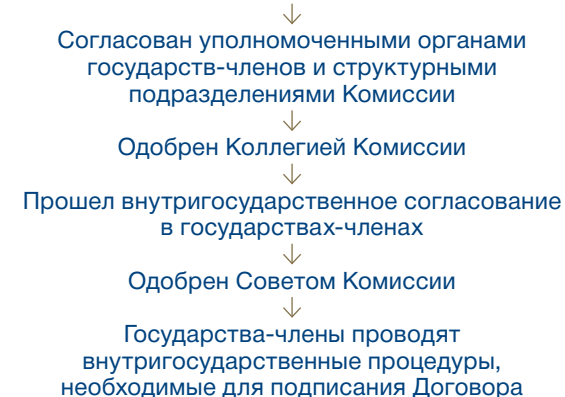 Согласован уполномоченными органами
государств-членов и структурными
подразделениями Комиссии
Одобрен Коллегией Комиссии
Прошел внутригосударственное согласование
в государствах-членах
Одобрен Советом Комиссии
Государства-члены проводят
внутригосударственные процедуры,
необходимые для подписания Договора